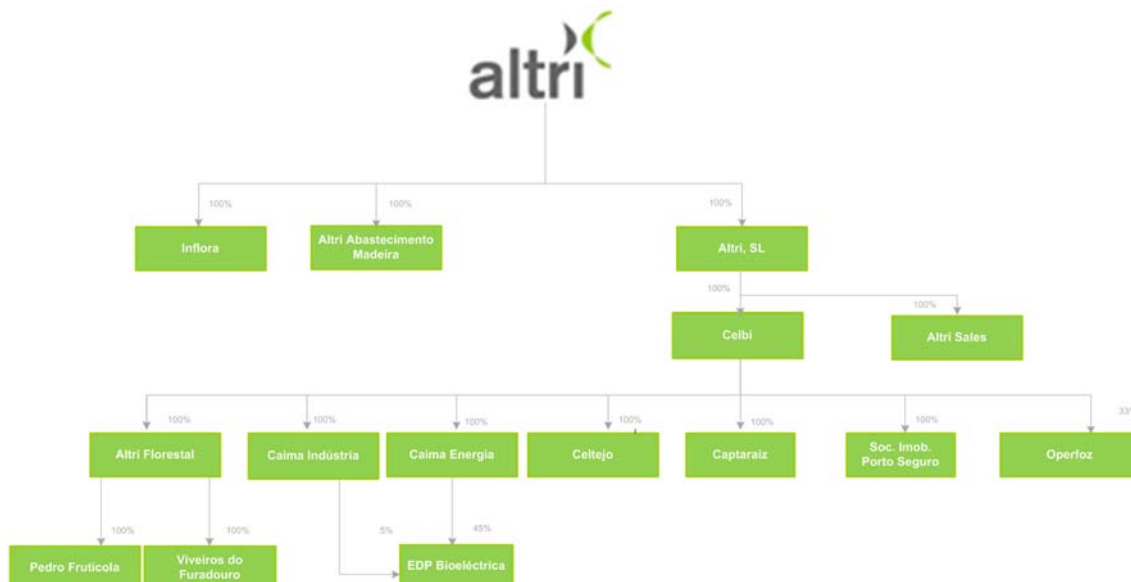 altri
100%
100%
100%
Inflora
Altri Abastecimento
Madeira
Altri, SL
100%
100%
Celbi
Altri Sales
100%
100%
100%
100%
100%
100%
33%
Altri Florestal
Caima Indústria
Caima Energia
Celtejo
Captaraiz
Soc. Imob.
Porto Seguro
Operfoz
100%
100%
5%
45%
Pedro Frutícola
Viveiros do
Furadouro
EDP Bioeléctrica